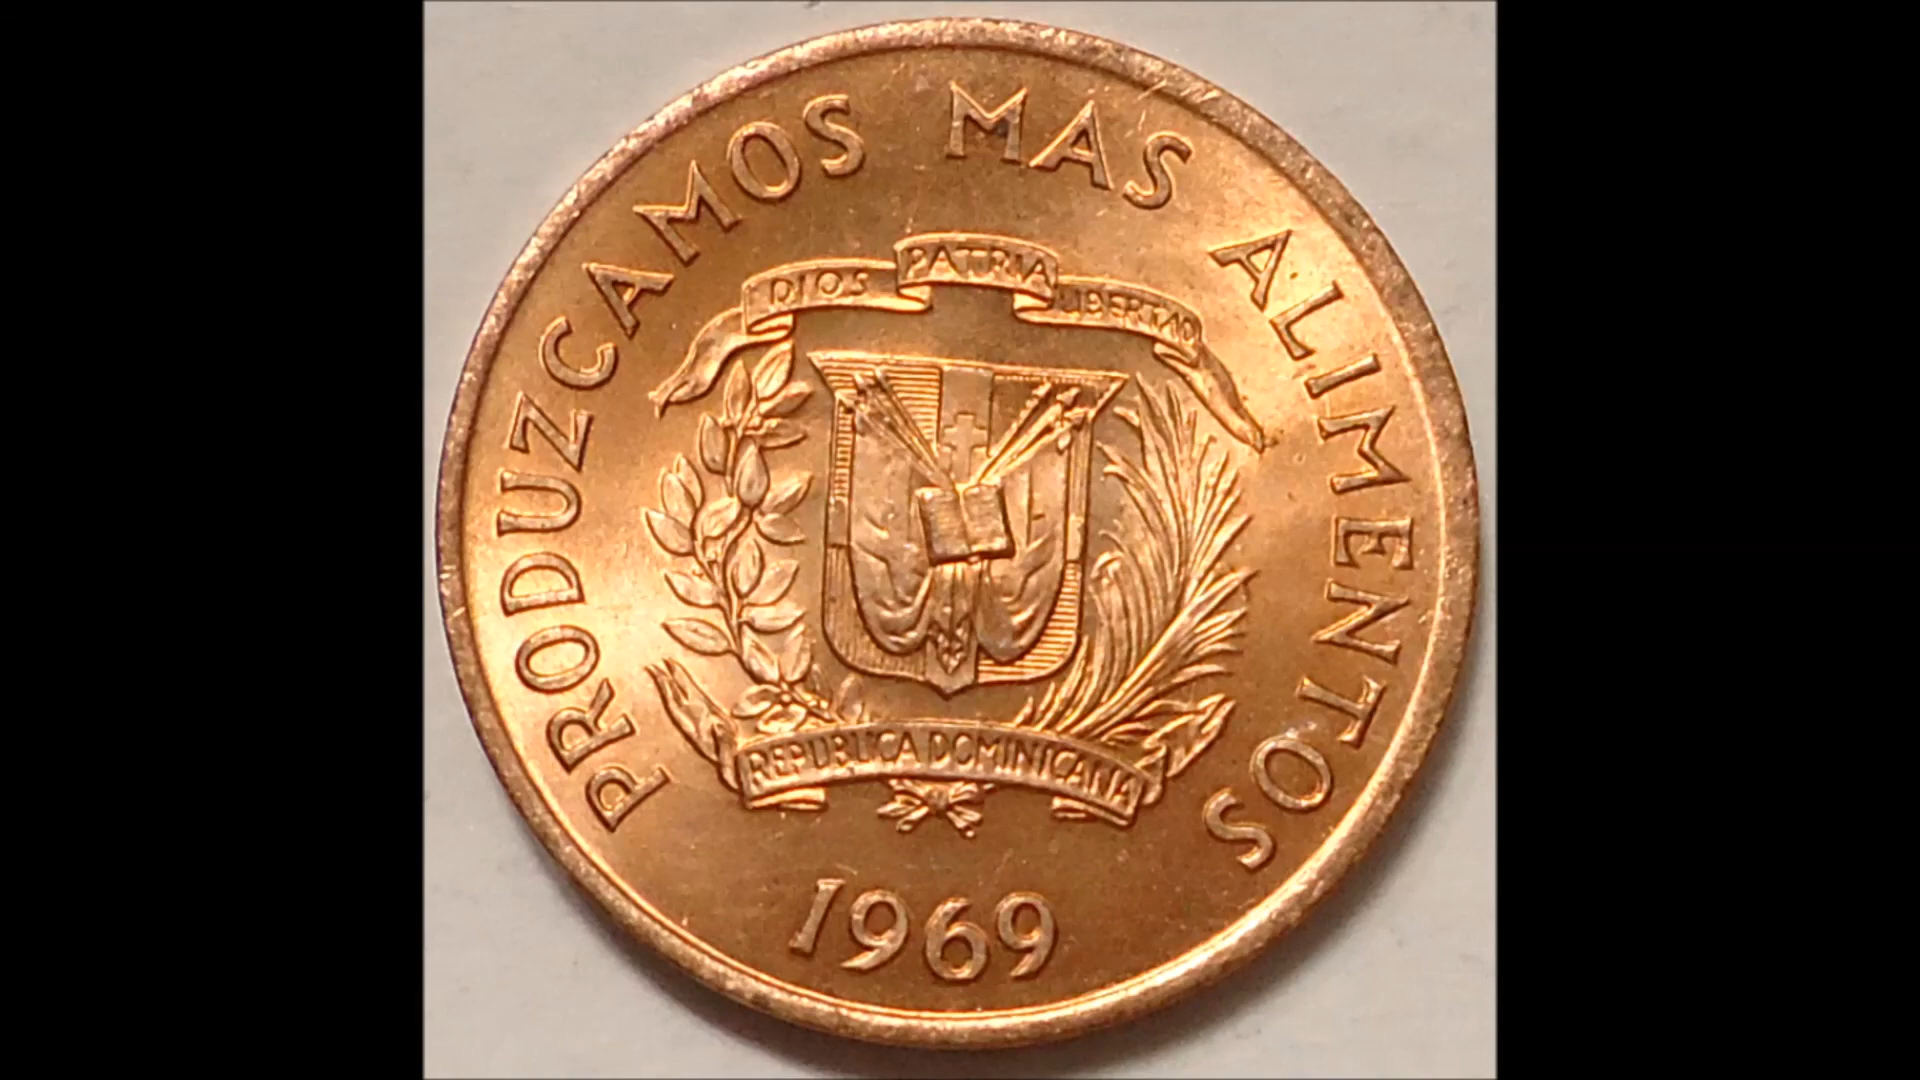 PRODUZCAMOS MAS ALIMENTOS
DIOS PATRIA LIBERTAD
REPUBLICA DOMINICANA
1969